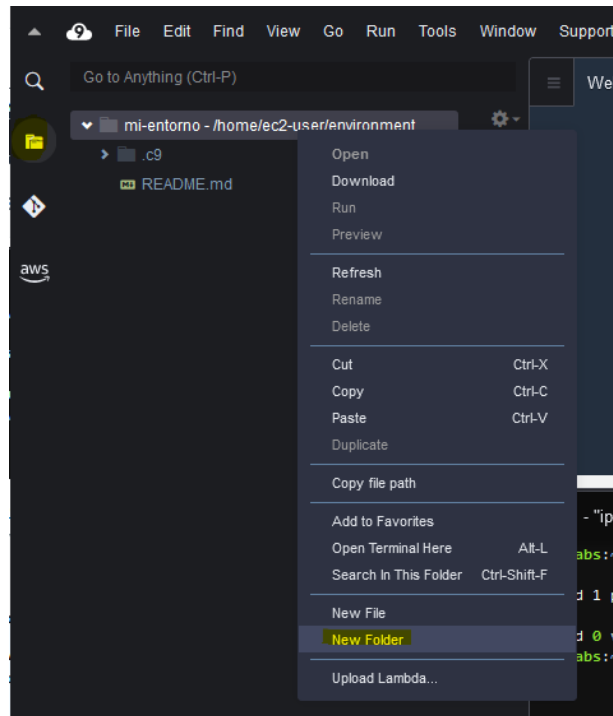 9 File Edit Find View Go Run Tools Window Support
Go to Anything (Ctrl-P)
We
mi-entorno - /home/ec2-user/environment
.c9
README.md
aws
Open
Download
Run
Preview
Refresh
Rename
Delete
Cut Ctrl-X
Copy Ctrl-C
Paste Ctrl-V
Duplicate
Copy file path
Add to Favorites
Open Terminal Here Alt-L
Search In This Folder Ctrl-Shift-F
New File
New Folder
Upload Lambda...
- "ip
abs:
d 1
d 0
abs: